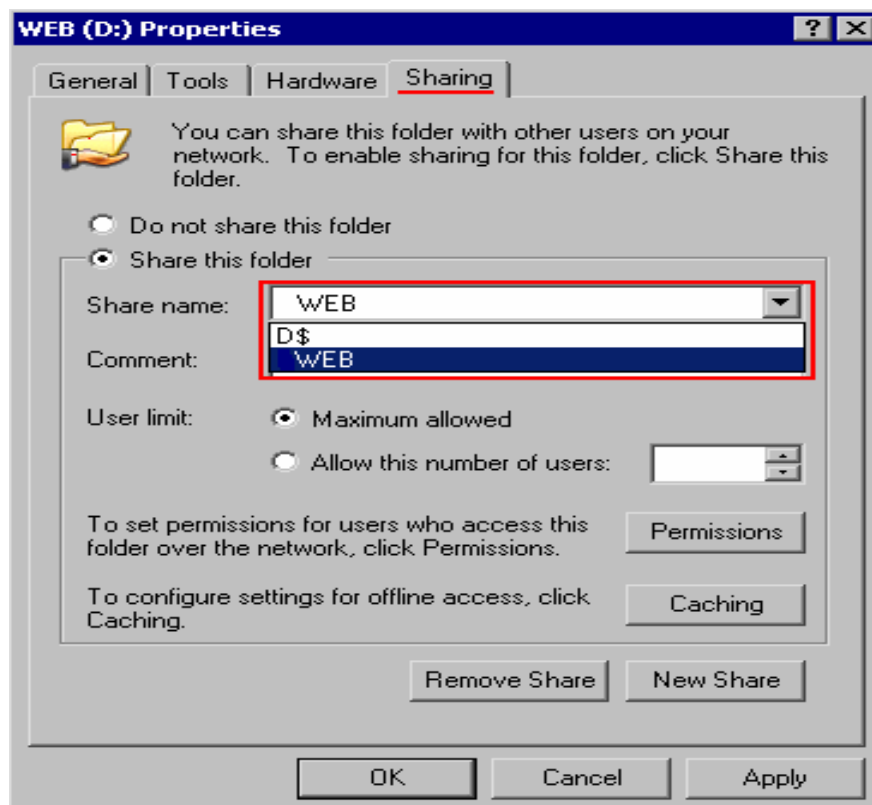 WEB (D:) Properties
General Tools Hardware Sharing
You can share this folder with other users on your
network. To enable sharing for this folder, click Share this
folder.
Do not share this folder
Share this folder
Share name: WEB
D$
WEB
Comment:
User limit: Maximum allowed
Allow this number of users:
To set permissions for users who access this
folder over the network, click Permissions.
Permissions
To configure settings for offline access, click
Caching.
Caching
Remove Share New Share
OK Cancel Apply